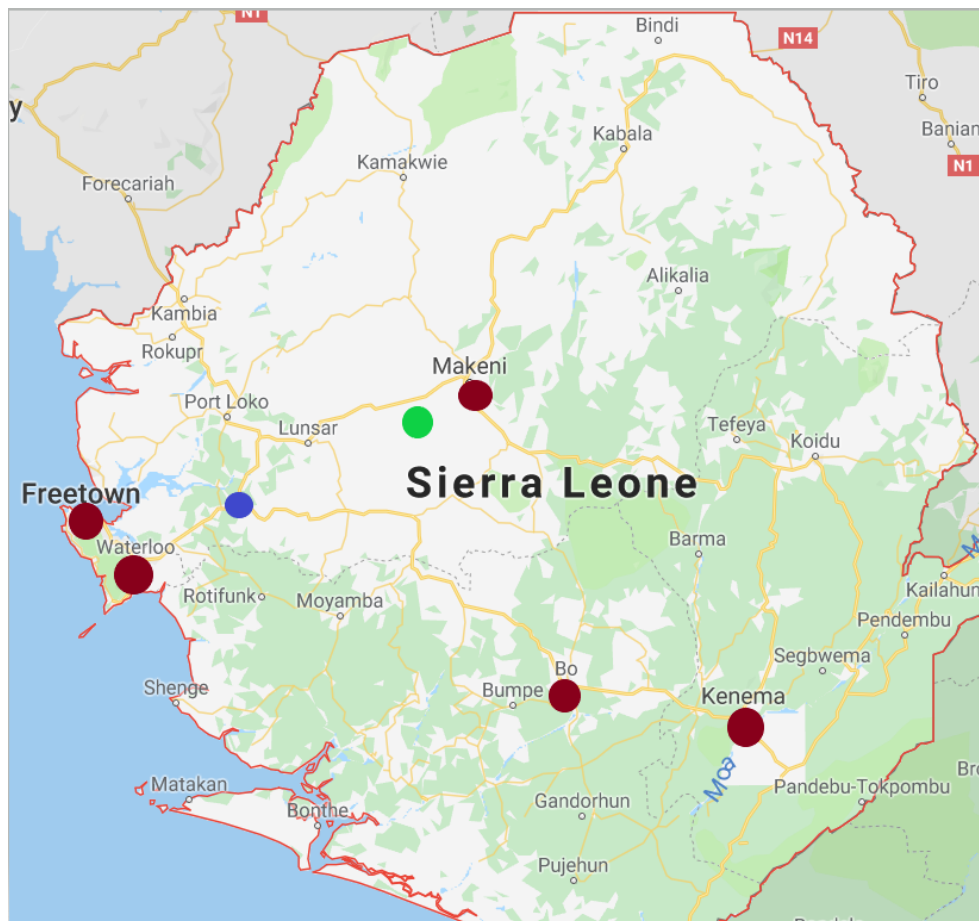 N1
Bindi
N14
Tiro
y
Kabala
Banian
Kamakwie
N1
Forecariah
Alikalia
Kambia
Rokupr
Makeni
Port Loko
Lunsar
Tefeya
Koidu
Sierra Leone
Freetown
Waterloo
Barma
Kailahun
Rotifunk
Moyamba
Pendembu
Segbwema
Bo
Shenge
Bumpe
Kenema
Moa
Matakan
Pandebu-Tokpombu
Bonthe
Gandorhun
Pujehun